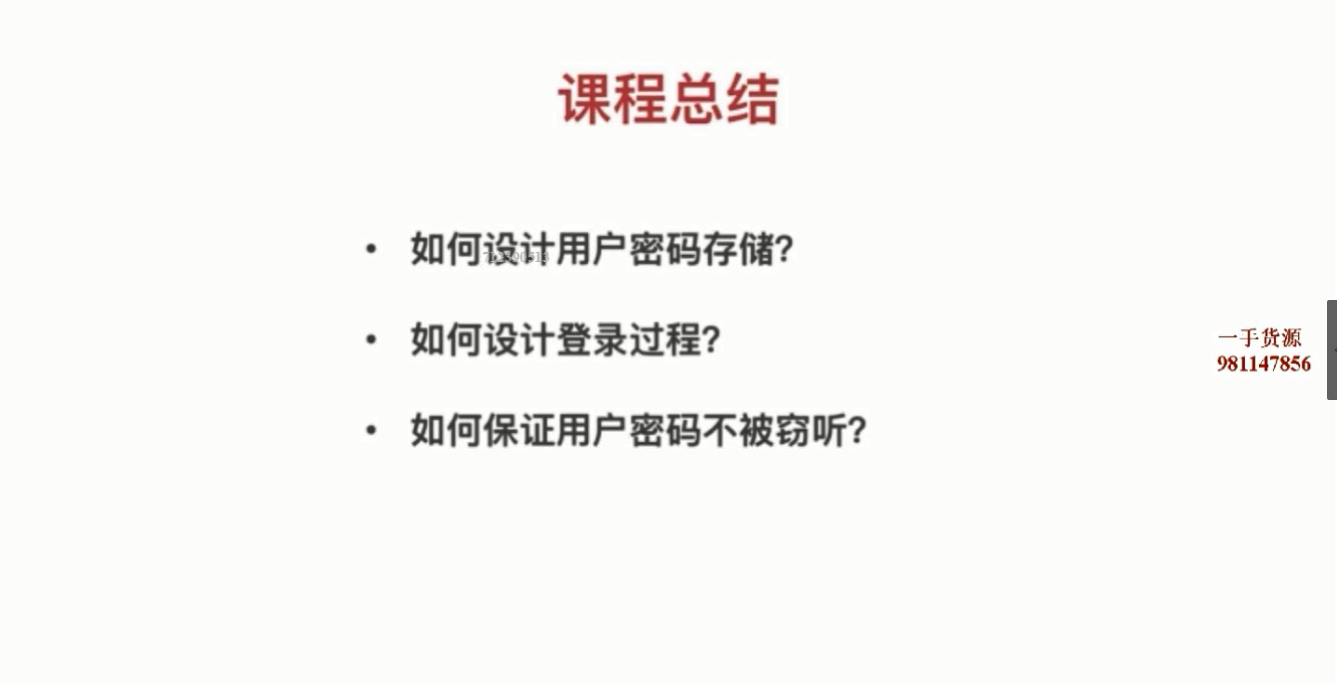 课程总结
• 如何设计用户密码存储?
• 如何设计登录过程?
一手货源
981147856
• 如何保证用户密码不被窃听?